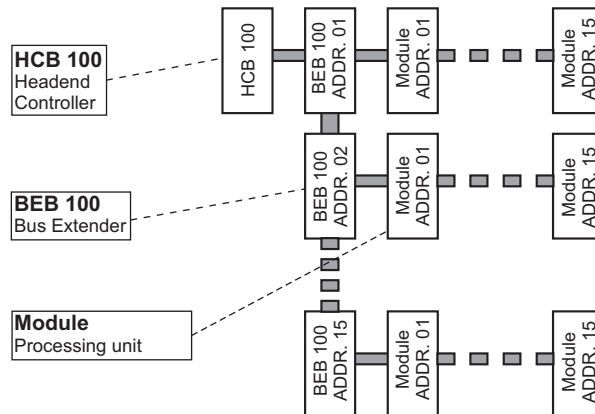 HCB 100
Headend
Controller
HCB 100
BEB 100
ADDR. 01
Module
ADDR. 01
Module
ADDR. 15
BEB 100
Bus Extender
BEB 100
ADDR. 02
Module
ADDR. 01
Module
ADDR. 15
Module
Processing unit
BEB 100
ADDR. 15
Module
ADDR. 01
Module
ADDR. 15